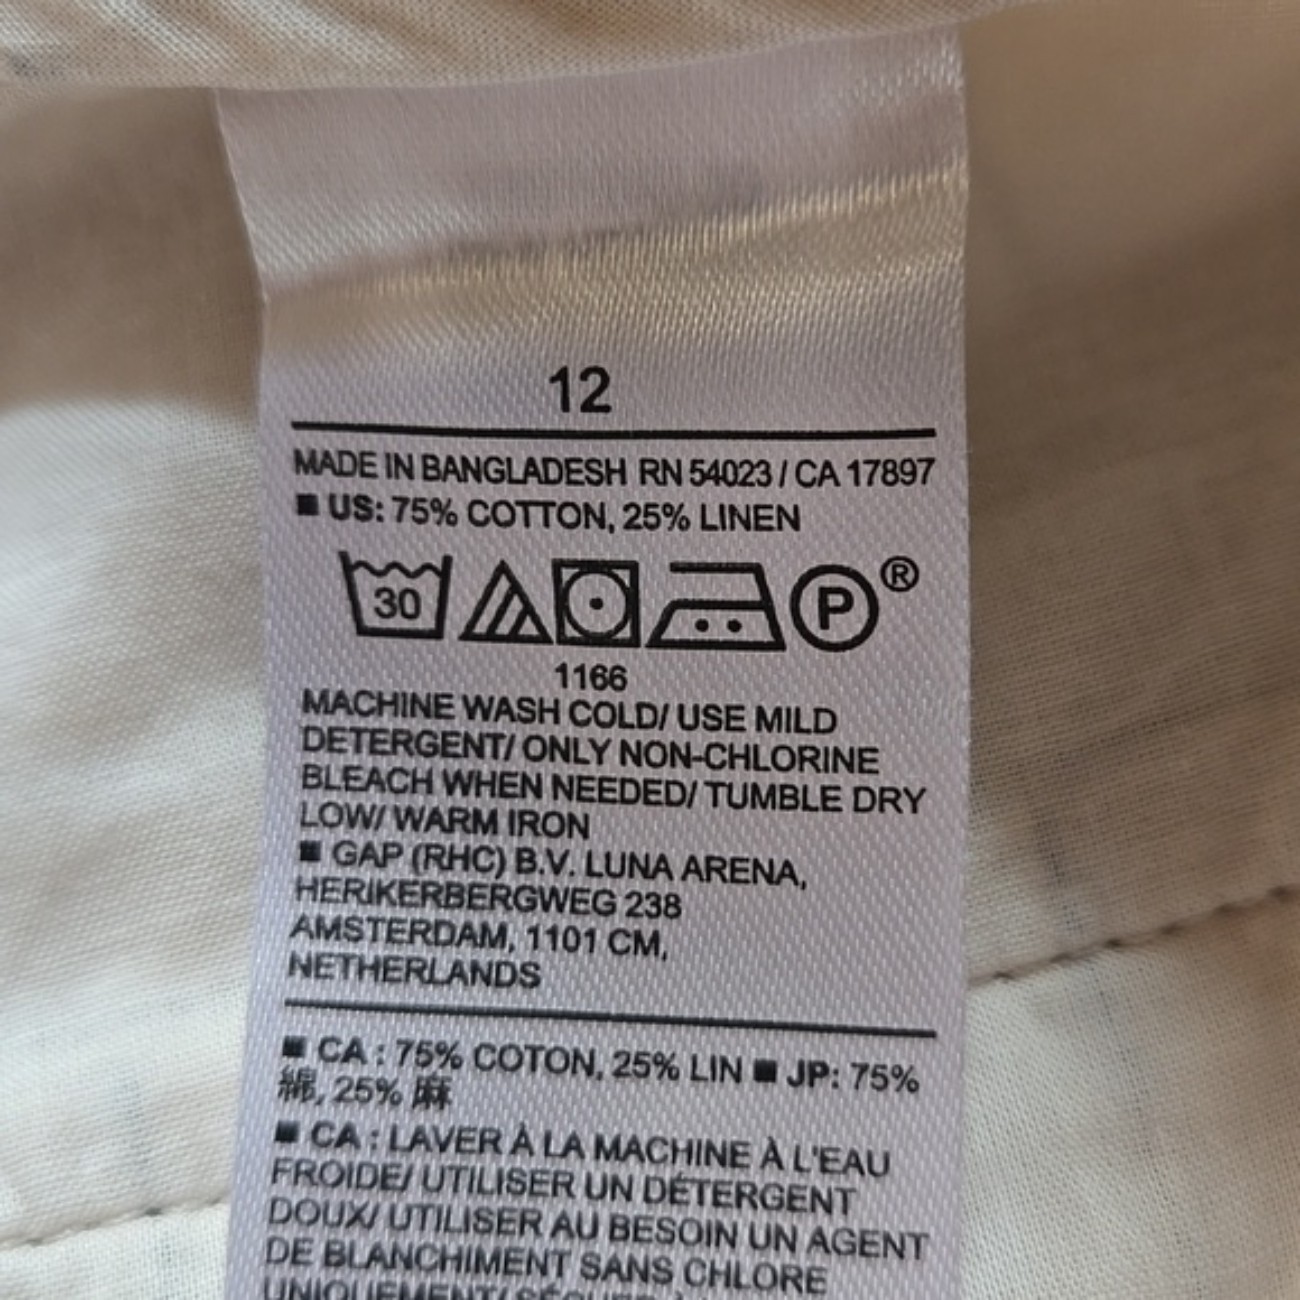 12
MADE IN BANGLADESH RN 54023 / CA 17897
■ US: 75% COTTON, 25% LINEN
30 P ®
1166
MACHINE WASH COLD/ USE MILD
DETERGENT/ ONLY NON-CHLORINE
BLEACH WHEN NEEDED/ TUMBLE DRY
LOW/ WARM IRON
■ GAP (RHC) B.V. LUNA ARENA,
HERIKERBERGWEG 238
AMSTERDAM, 1101 CM,
NETHERLANDS
■ CA : 75% COTON, 25% LIN ■ JP: 75%
綿, 25% 麻
■ CA : LAVER À LA MACHINE À L'EAU
FROIDE/ UTILISER UN DÉTERGENT
DOUX/ UTILISER AU BESOIN UN AGENT
DE BLANCHIMENT SANS CHLORE
UNIQUEMENT/ SÉCHER À